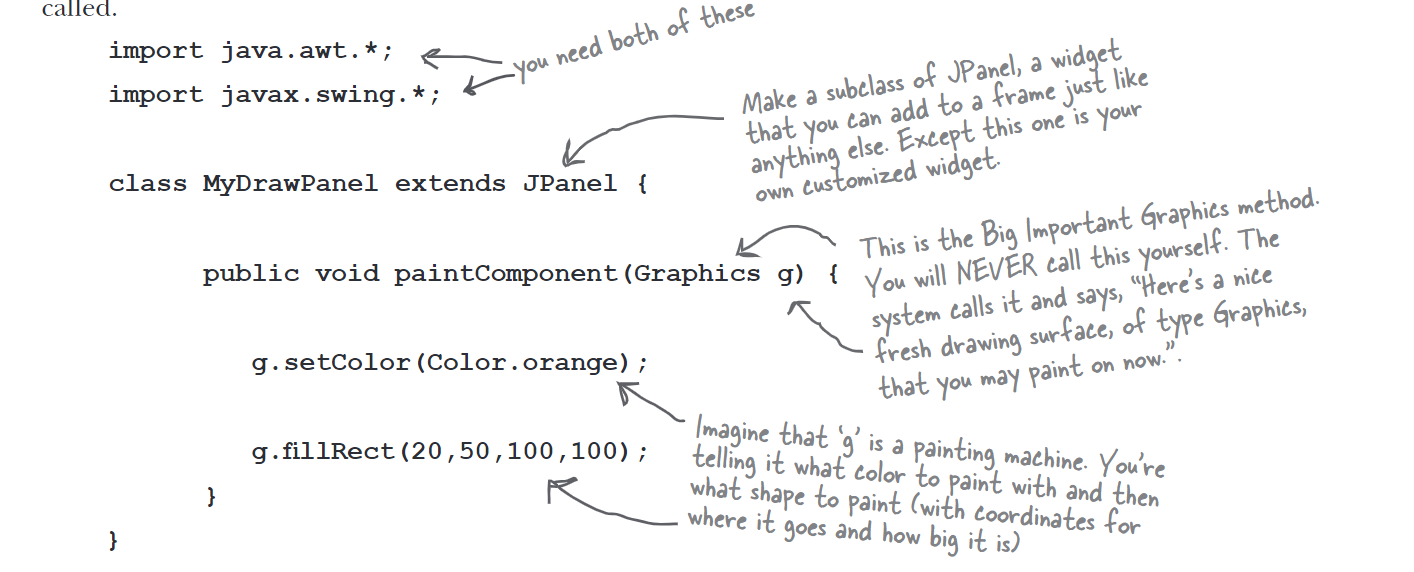 called.
import java.awt.*;
you need both of these
import javax.swing.*;
Make a subclass of JPanel, a widget
that you can add to a frame just like
anything else. Except this one is your
own customized widget.
class MyDrawPanel extends JPanel {
This is the Big Important Graphics method.
You will NEVER call this yourself. The
system calls it and says, “Here’s a nice
fresh drawing surface, of type Graphics,
that you may paint on now.”.
public void paintComponent(Graphics g) {
g.setColor(Color.orange);
Imagine that ‘g’ is a painting machine. You’re
telling it what color to paint with and then
what shape to paint (with coordinates for
where it goes and how big it is)
g.fillRect(20,50,100,100);
}
}